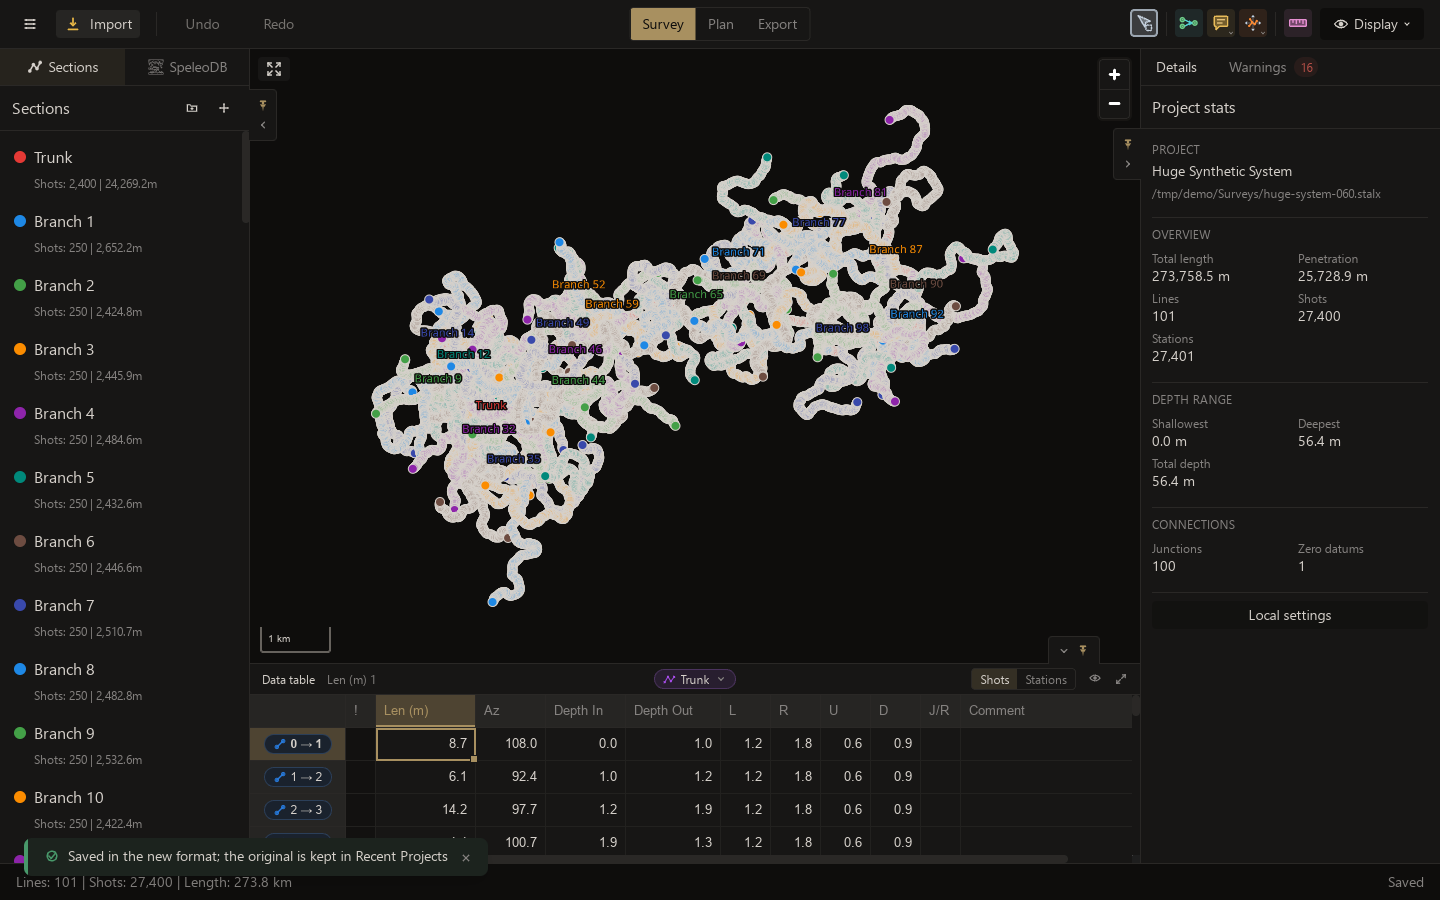 Import
Undo
Redo
Survey
Plan
Export
Display
Sections
SpeleoDB
Sections
Trunk
Shots: 2,400 | 24,269.2m
Branch 1
Shots: 250 | 2,652.2m
Branch 2
Shots: 250 | 2,424.8m
Branch 3
Shots: 250 | 2,445.9m
Branch 4
Shots: 250 | 2,484.6m
Branch 5
Shots: 250 | 2,432.6m
Branch 6
Shots: 250 | 2,446.6m
Branch 7
Shots: 250 | 2,510.7m
Branch 8
Shots: 250 | 2,482.8m
Branch 9
Shots: 250 | 2,532.6m
Branch 10
Shots: 250 | 2,422.4m
Branch 81
Branch 77
Branch 71
Branch 87
Branch 69
Branch 52
Branch 90
Branch 65
Branch 59
Branch 92
Branch 49
Branch 98
Branch 14
Branch 46
Branch 12
Branch 9
Branch 44
Trunk
Branch 32
Branch 35
1 km
Details
Warnings 16
Project stats
PROJECT
Huge Synthetic System
/tmp/demo/Surveys/huge-system-060.stalx
OVERVIEW
Total length Penetration
273,758.5 m 25,728.9 m
Lines Shots
101 27,400
Stations
27,401
DEPTH RANGE
Shallowest Deepest
0.0 m 56.4 m
Total depth
56.4 m
CONNECTIONS
Junctions Zero datums
100 1
Local settings
Data table Len (m) 1
Trunk
Shots Stations
! Len (m) Az Depth In Depth Out L R U D J/R Comment
0→1 8.7 108.0 0.0 1.0 1.2 1.8 0.6 0.9
1→2 6.1 92.4 1.0 1.2 1.2 1.8 0.6 0.9
2→3 14.2 97.7 1.2 1.9 1.2 1.8 0.6 0.9
100.7 1.9 1.3 1.2 1.8 0.6 0.9
Saved in the new format; the original is kept in Recent Projects ×
Lines: 101 | Shots: 27,400 | Length: 273.8 km
Saved